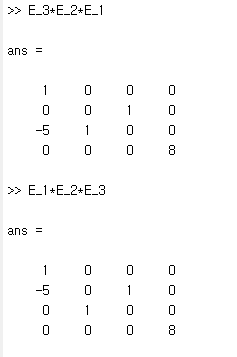 >> E_3*E_2*E_1
ans =
1 0 0 0
0 0 1 0
-5 1 0 0
0 0 0 8
>> E_1*E_2*E_3
ans =
1 0 0 0
-5 0 1 0
0 1 0 0
0 0 0 8